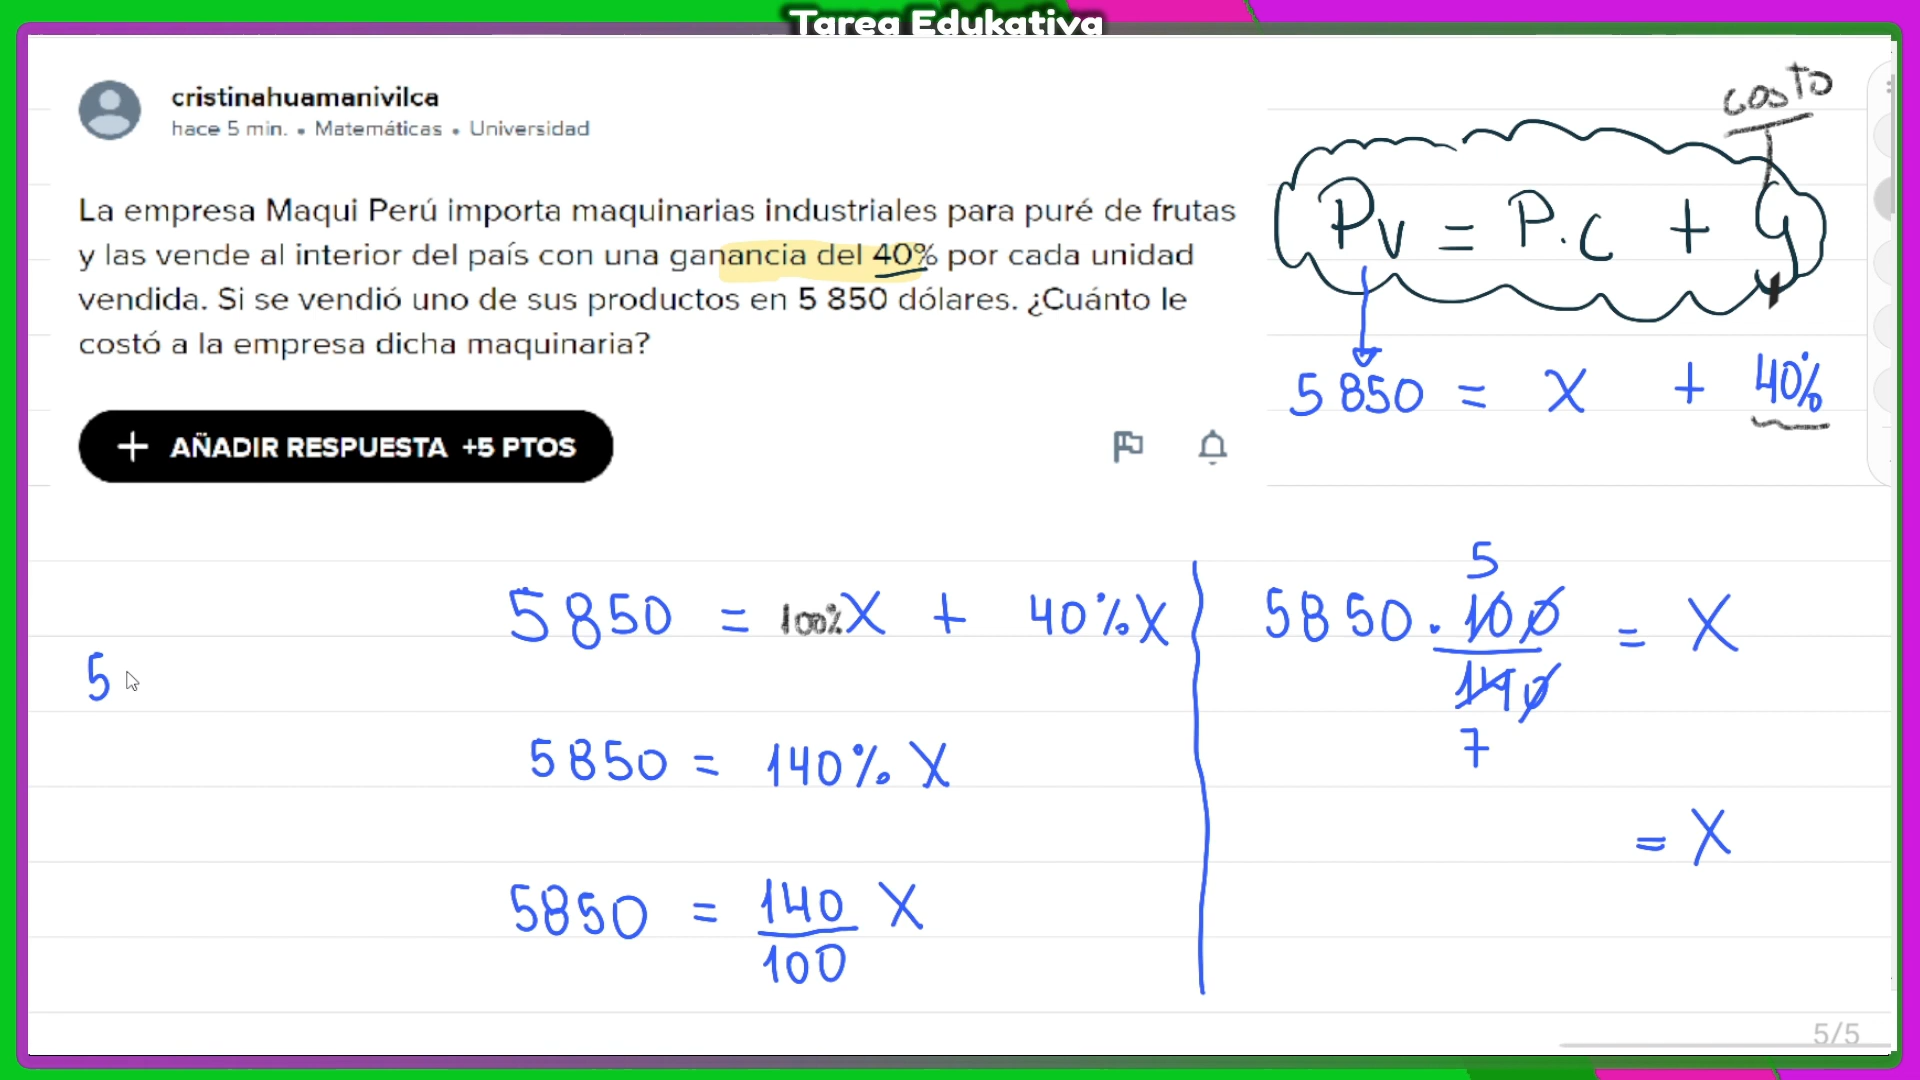 Tarea Edukativa
cristinahuamanivilca
hace 5 min. • Matemáticas • Universidad
La empresa Maqui Perú importa maquinarias industriales para puré de frutas
y las vende al interior del país con una ganancia del 40% por cada unidad
vendida. Si se vendió uno de sus productos en 5 850 dólares. ¿Cuánto le
costó a la empresa dicha maquinaria?
+ AÑADIR RESPUESTA +5 PTOS
costo
Pv = P.C + g
5850 = x + 40%
5850 = 100%X + 40%X
5
5850 = 140% X
5850 = 140/100 X
5
5850 . 100/140 = X
7
= X
5/5